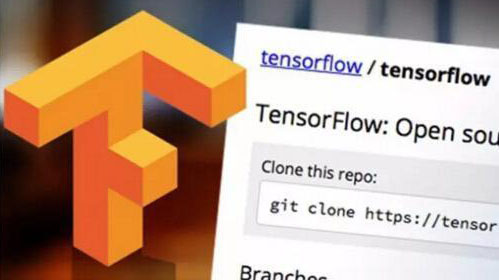 tensorflow / tensorflow
TensorFlow: Open sou
Clone this repo:
git clone https://tensor
Branches